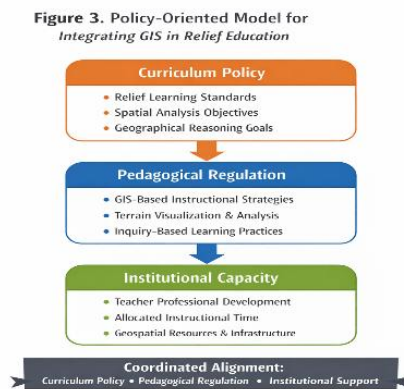 Figure 3. Policy-Oriented Model for
Integrating GIS in Relief Education
Curriculum Policy
• Relief Learning Standards
• Spatial Analysis Objectives
• Geographical Reasoning Goals
Pedagogical Regulation
• GIS-Based Instructional Strategies
• Terrain Visualization & Analysis
• Inquiry-Based Learning Practices
Institutional Capacity
• Teacher Professional Development
• Allocated Instructional Time
• Geospatial Resources & Infrastructure
Coordinated Alignment:
Curriculum Policy • Pedagogical Regulation • Institutional Support